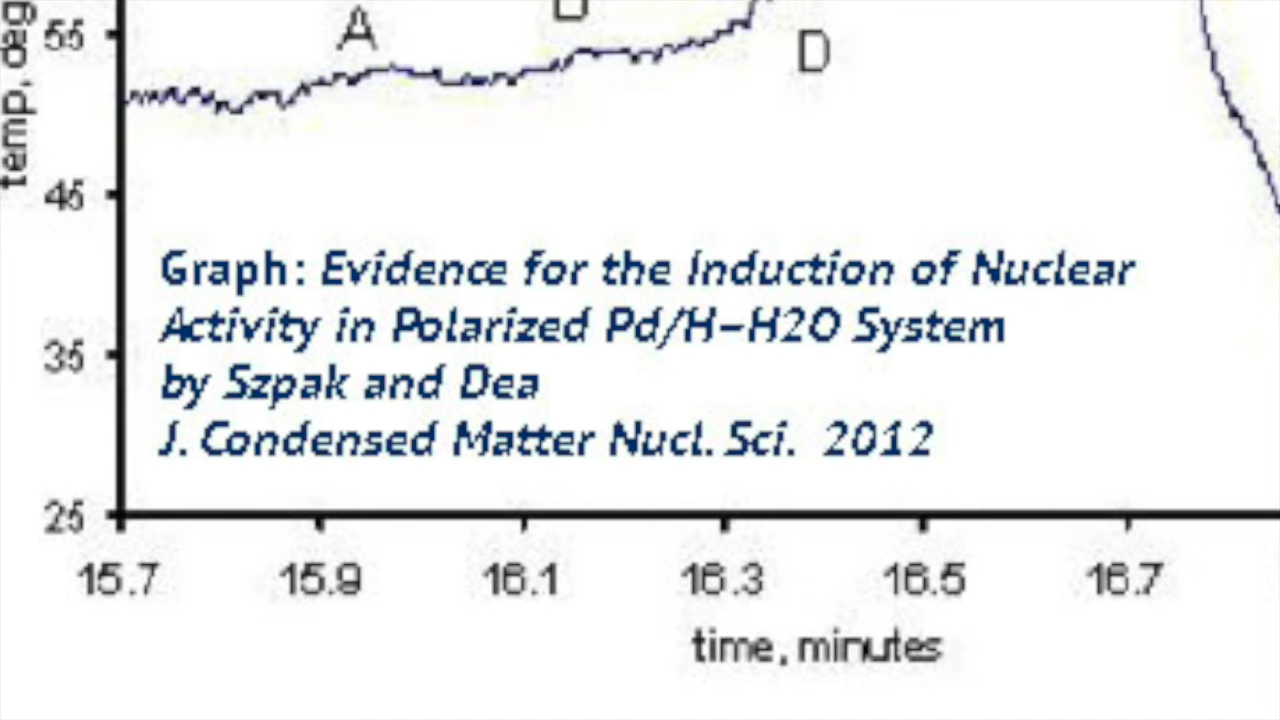 55
A
D
temp, deg
45
Graph: Evidence for the Induction of Nuclear
Activity in Polarized Pd/H–H2O System
by Szpak and Dea
J. Condensed Matter Nucl. Sci. 2012
35
25
15.7 15.9 16.1 16.3 16.5 16.7
time, minutes